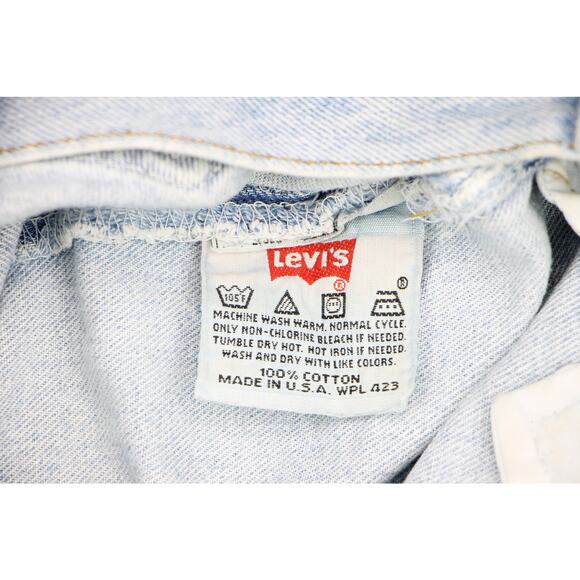 Levi's
®
105°F
®
MACHINE WASH WARM. NORMAL CYCLE.
ONLY NON-CHLORINE BLEACH IF NEEDED.
TUMBLE DRY HOT. HOT IRON IF NEEDED.
WASH AND DRY WITH LIKE COLORS.
100% COTTON
MADE IN U.S.A. WPL 423